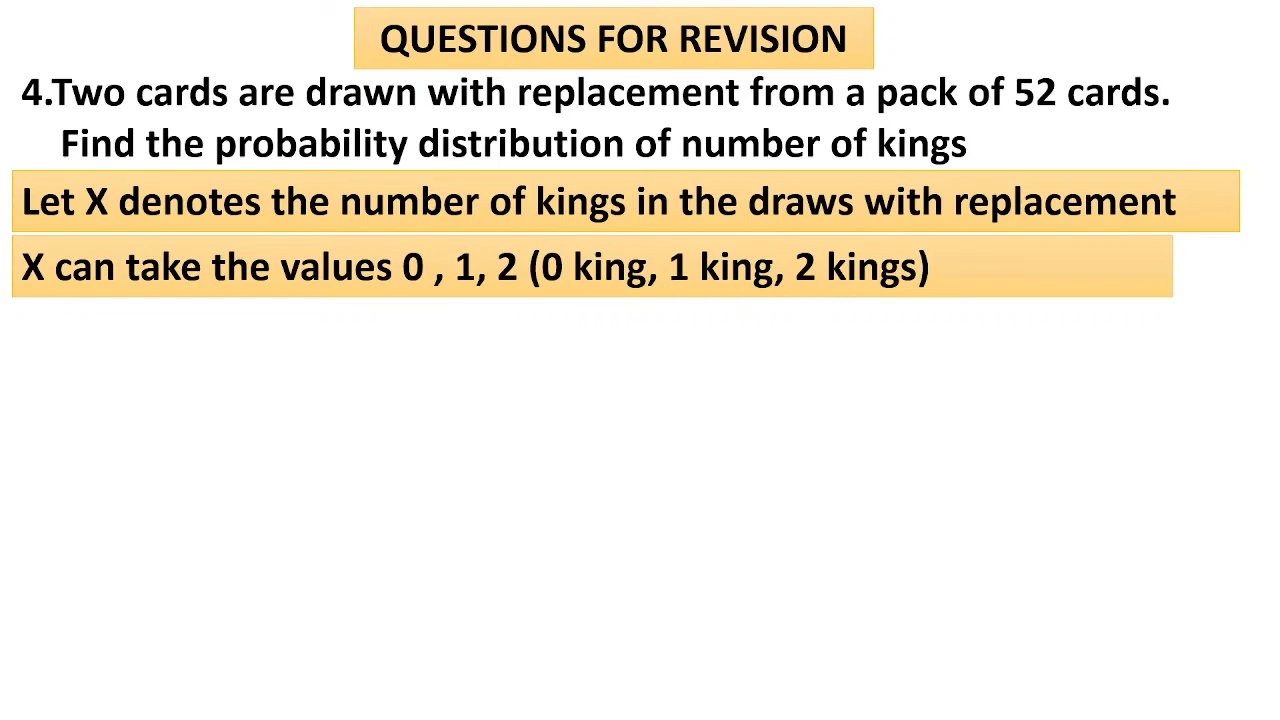 QUESTIONS FOR REVISION
4.Two cards are drawn with replacement from a pack of 52 cards.
Find the probability distribution of number of kings
Let X denotes the number of kings in the draws with replacement
X can take the values 0 , 1, 2 (0 king, 1 king, 2 kings)